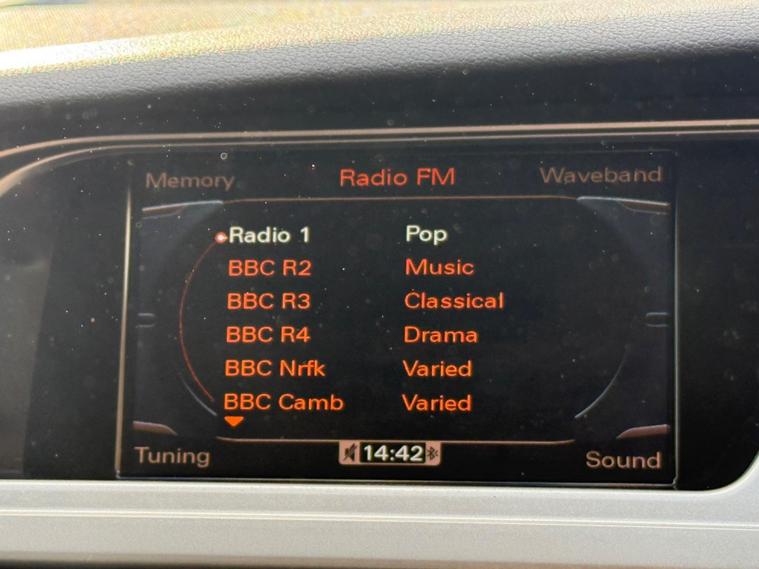 Memory Radio FM Waveband
Radio 1 Pop
BBC R2 Music
BBC R3 Classical
BBC R4 Drama
BBC Nrfk Varied
BBC Camb Varied
Tuning 14:42 Sound